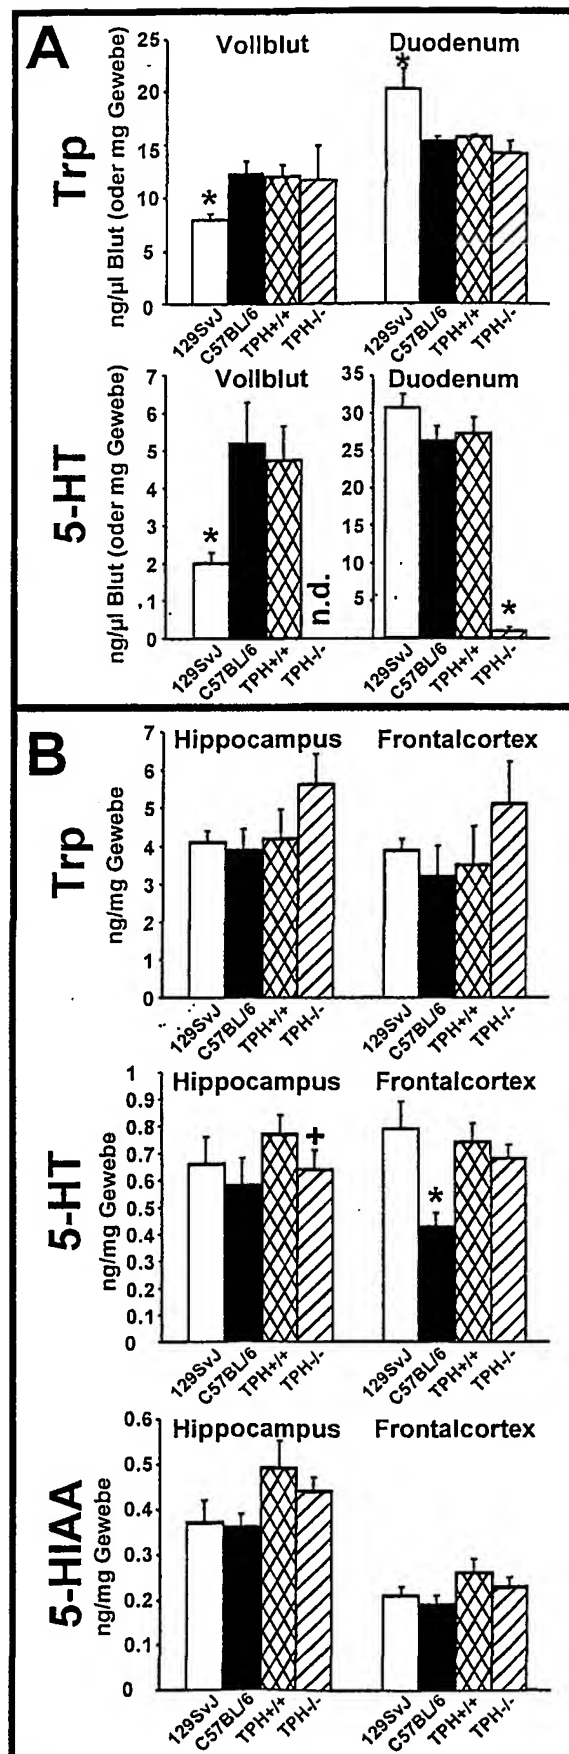 A
Trp
ng/µl Blut (oder mg Gewebe)
Vollblut
Duodenum
25
20
15
10
5
0
*
*
129SvJ
C57BL/6
TPH+/+
TPH-/-
129SvJ
C57BL/6
TPH+/+
TPH-/-
5-HT
ng/µl Blut (oder mg Gewebe)
Vollblut
Duodenum
7
6
5
4
3
2
1
0
*
n.d.
35
30
25
20
15
10
5
*
129SvJ
C57BL/6
TPH+/+
TPH-/-
129SvJ
C57BL/6
TPH+/+
TPH-/-
B
Trp
ng/mg Gewebe
Hippocampus
Frontalcortex
7
6
5
4
3
2
1
0
129SvJ
C57BL/6
TPH+/+
TPH-/-
129SvJ
C57BL/6
TPH+/+
TPH-/-
5-HT
ng/mg Gewebe
Hippocampus
Frontalcortex
1
0.9
0.8
0.7
0.6
0.5
0.4
0.3
0.2
0.1
0
+
*
129SvJ
C57BL/6
TPH+/+
TPH-/-
129SvJ
C57BL/6
TPH+/+
TPH-/-
5-HIAA
ng/mg Gewebe
Hippocampus
Frontalcortex
0.6
0.5
0.4
0.3
0.2
0.1
0
129SvJ
C57BL/6
TPH+/+
TPH-/-
129SvJ
C57BL/6
TPH+/+
TPH-/-